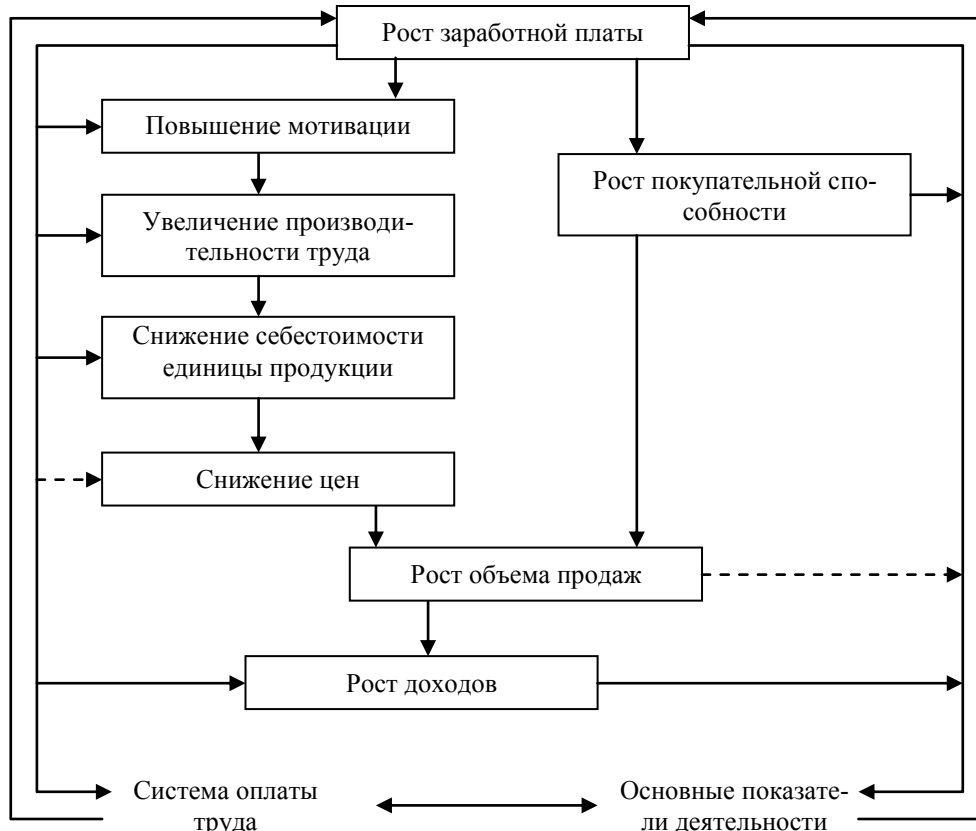 Рост заработной платы
Повышение мотивации
Рост покупательной спо-
собности
Увеличение производи-
тельности труда
Снижение себестоимости
единицы продукции
Снижение цен
Рост объема продаж
Рост доходов
Система оплаты
труда
Основные показате-
ли деятельности